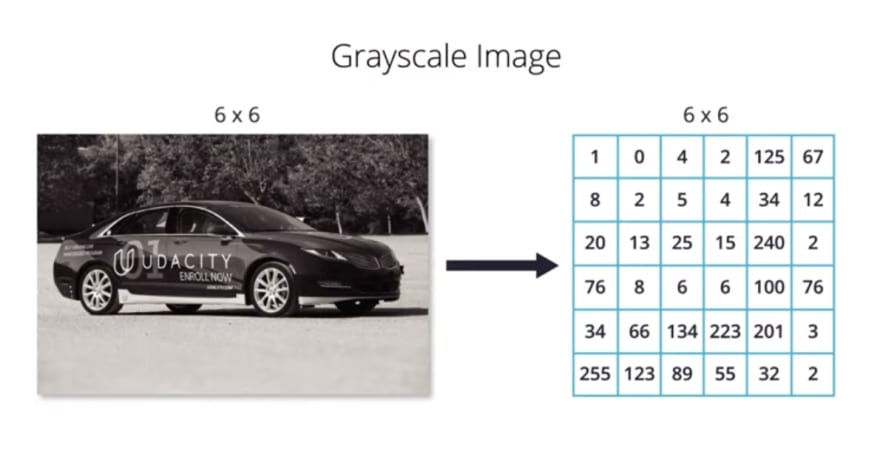 Grayscale Image
6 x 6
6 x 6
UDACITY
ENROLL NOW
1 0 4 2 125 67
8 2 5 4 34 12
20 13 25 15 240 2
76 8 6 6 100 76
34 66 134 223 201 3
255 123 89 55 32 2